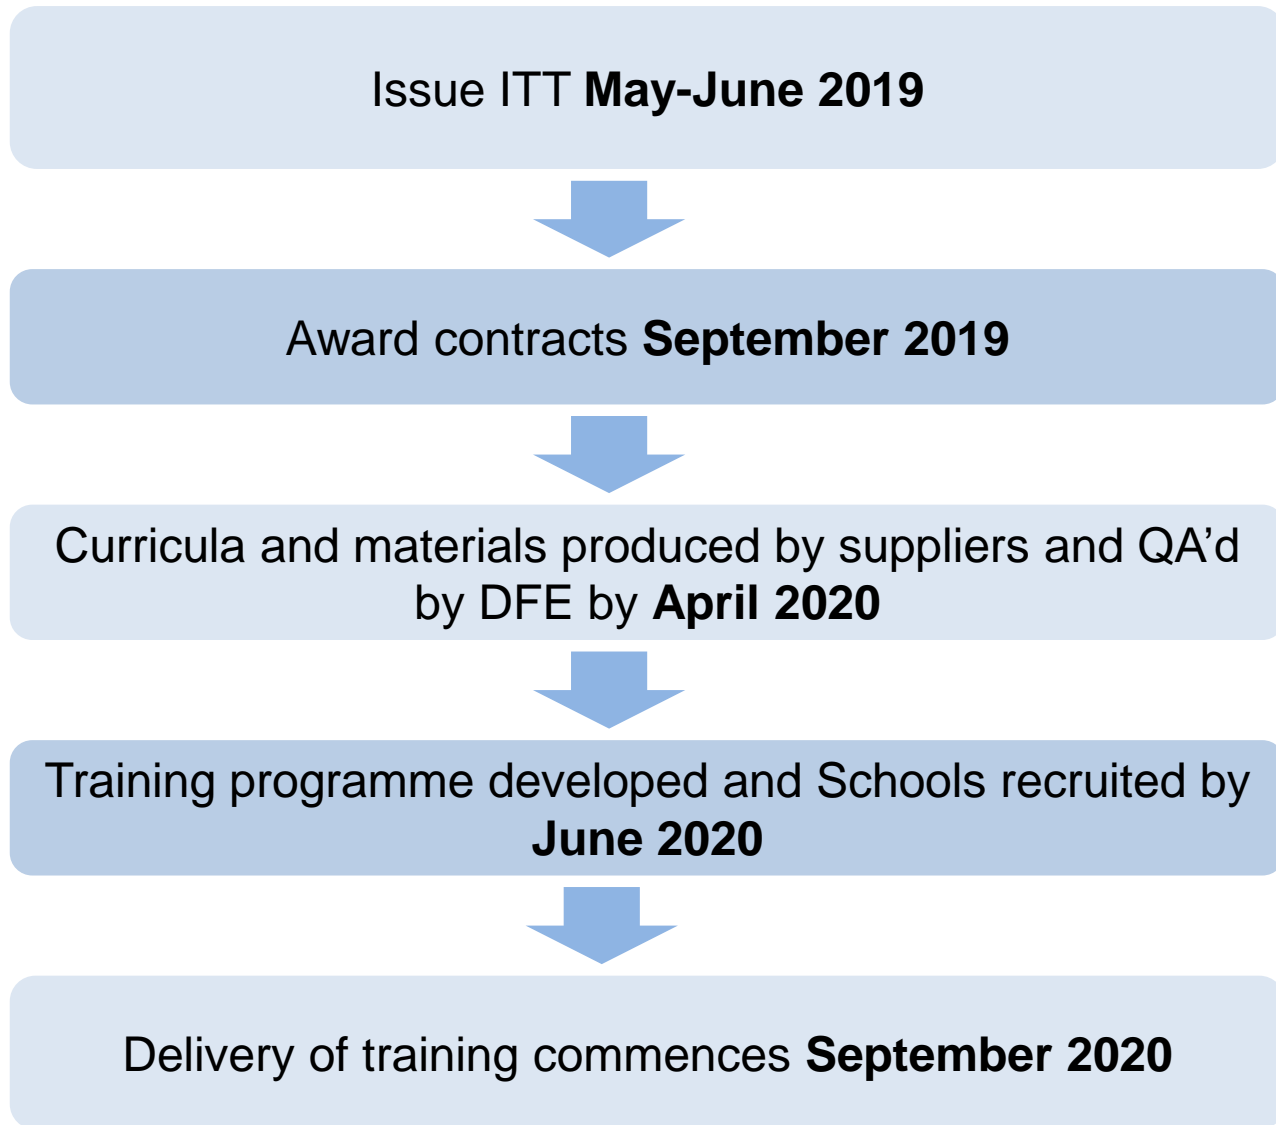 Issue ITT May-June 2019
Award contracts September 2019
Curricula and materials produced by suppliers and QA’d
by DFE by April 2020
Training programme developed and Schools recruited by
June 2020
Delivery of training commences September 2020